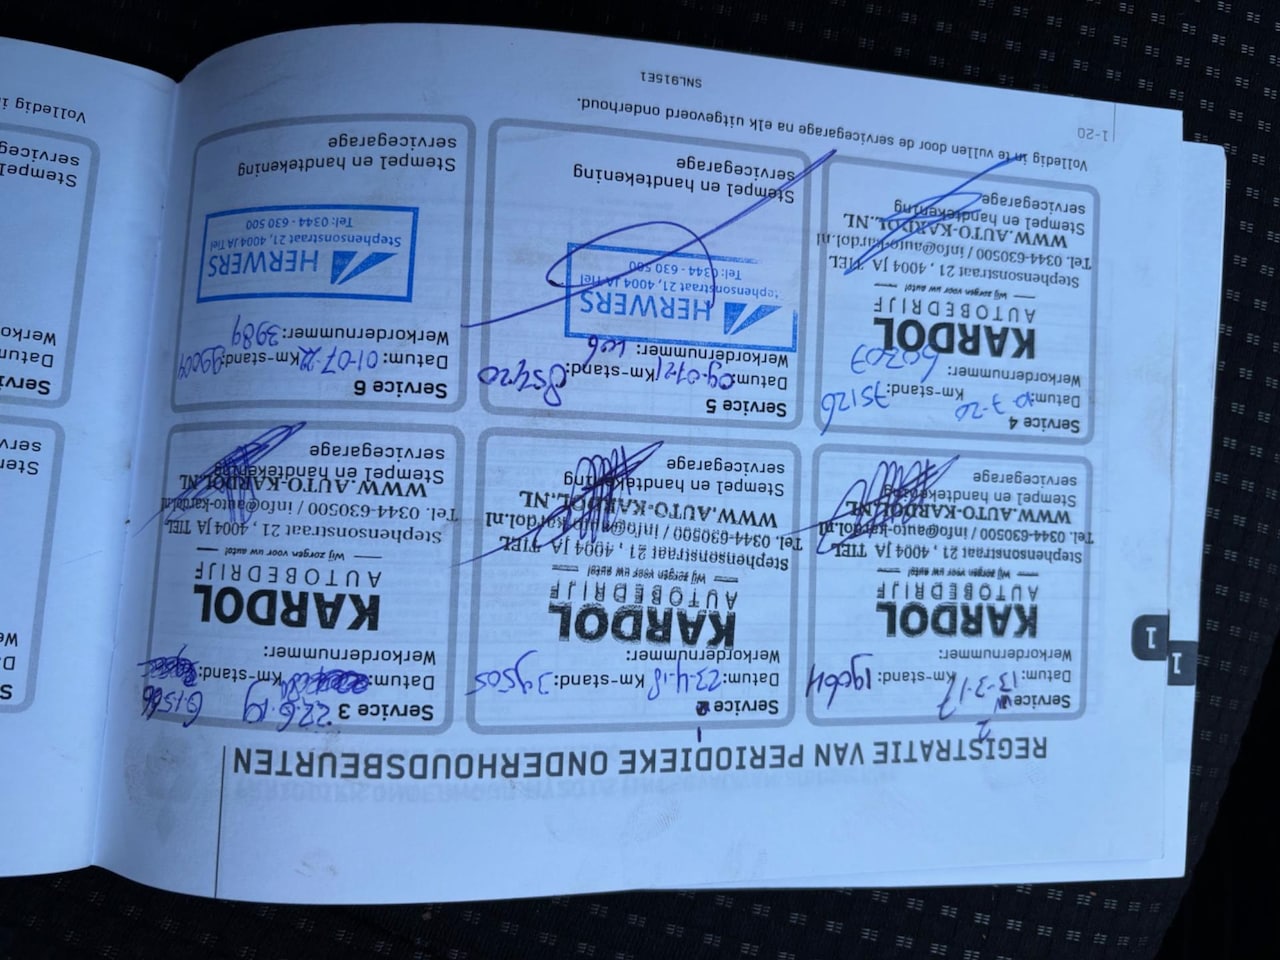 REGISTRATIE VAN PERIODIEKE ONDERHOUDSBEURTEN
Service
Datum: 13-3-17 Km-stand: 19664
Werkordernummer:
KARDOL
AUTOBEDRIJF
Wij zorgen voor uw auto!
Stephensonstraat 21, 4004 JA TIEL
Tel. 0344-630500 / info@auto-kardol.nl
WWW.AUTO-KARDOL.NL
Stempel en handtekening
servicegarage
Service
Datum: 23-4-18 Km-stand: 39505
Werkordernummer:
KARDOL
AUTOBEDRIJF
Wij zorgen voor uw auto!
Stephensonstraat 21, 4004 JA TIEL
Tel. 0344-630500 / info@auto-kardol.nl
WWW.AUTO-KARDOL.NL
Stempel en handtekening
servicegarage
Service 3 22.6.19
Datum: Km-stand:
Werkordernummer:
KARDOL
AUTOBEDRIJF
Wij zorgen voor uw auto!
Stephensonstraat 21, 4004 JA TIEL
Tel. 0344-630500 / info@auto-kardol.nl
WWW.AUTO-KARDOL.NL
Stempel en handtekening
servicegarage
Service 4
Datum: Km-stand: 75126
Werkordernummer:
60203
KARDOL
AUTOBEDRIJF
Wij zorgen voor uw auto!
Stephensonstraat 21, 4004 JA TIEL
Tel. 0344-630500 / info@auto-kardol.nl
WWW.AUTO-KARDOL.NL
Stempel en handtekening
servicegarage
Service 5
Datum: Km-stand: 85420
Werkordernummer:
HERWERS
Stephensonstraat 21, 4004 JA Tiel
Tel: 0344 - 630 500
Stempel en handtekening
servicegarage
Service 6
Datum: 01-07-22 Km-stand: 99009
Werkordernummer: 3989
HERWERS
Stephensonstraat 21, 4004 JA Tiel
Tel: 0344 - 630 500
Stempel en handtekening
servicegarage
Volledig in te vullen door de servicegarage na elk uitgevoerd onderhoud.
1-20
SNL915E1
1
1